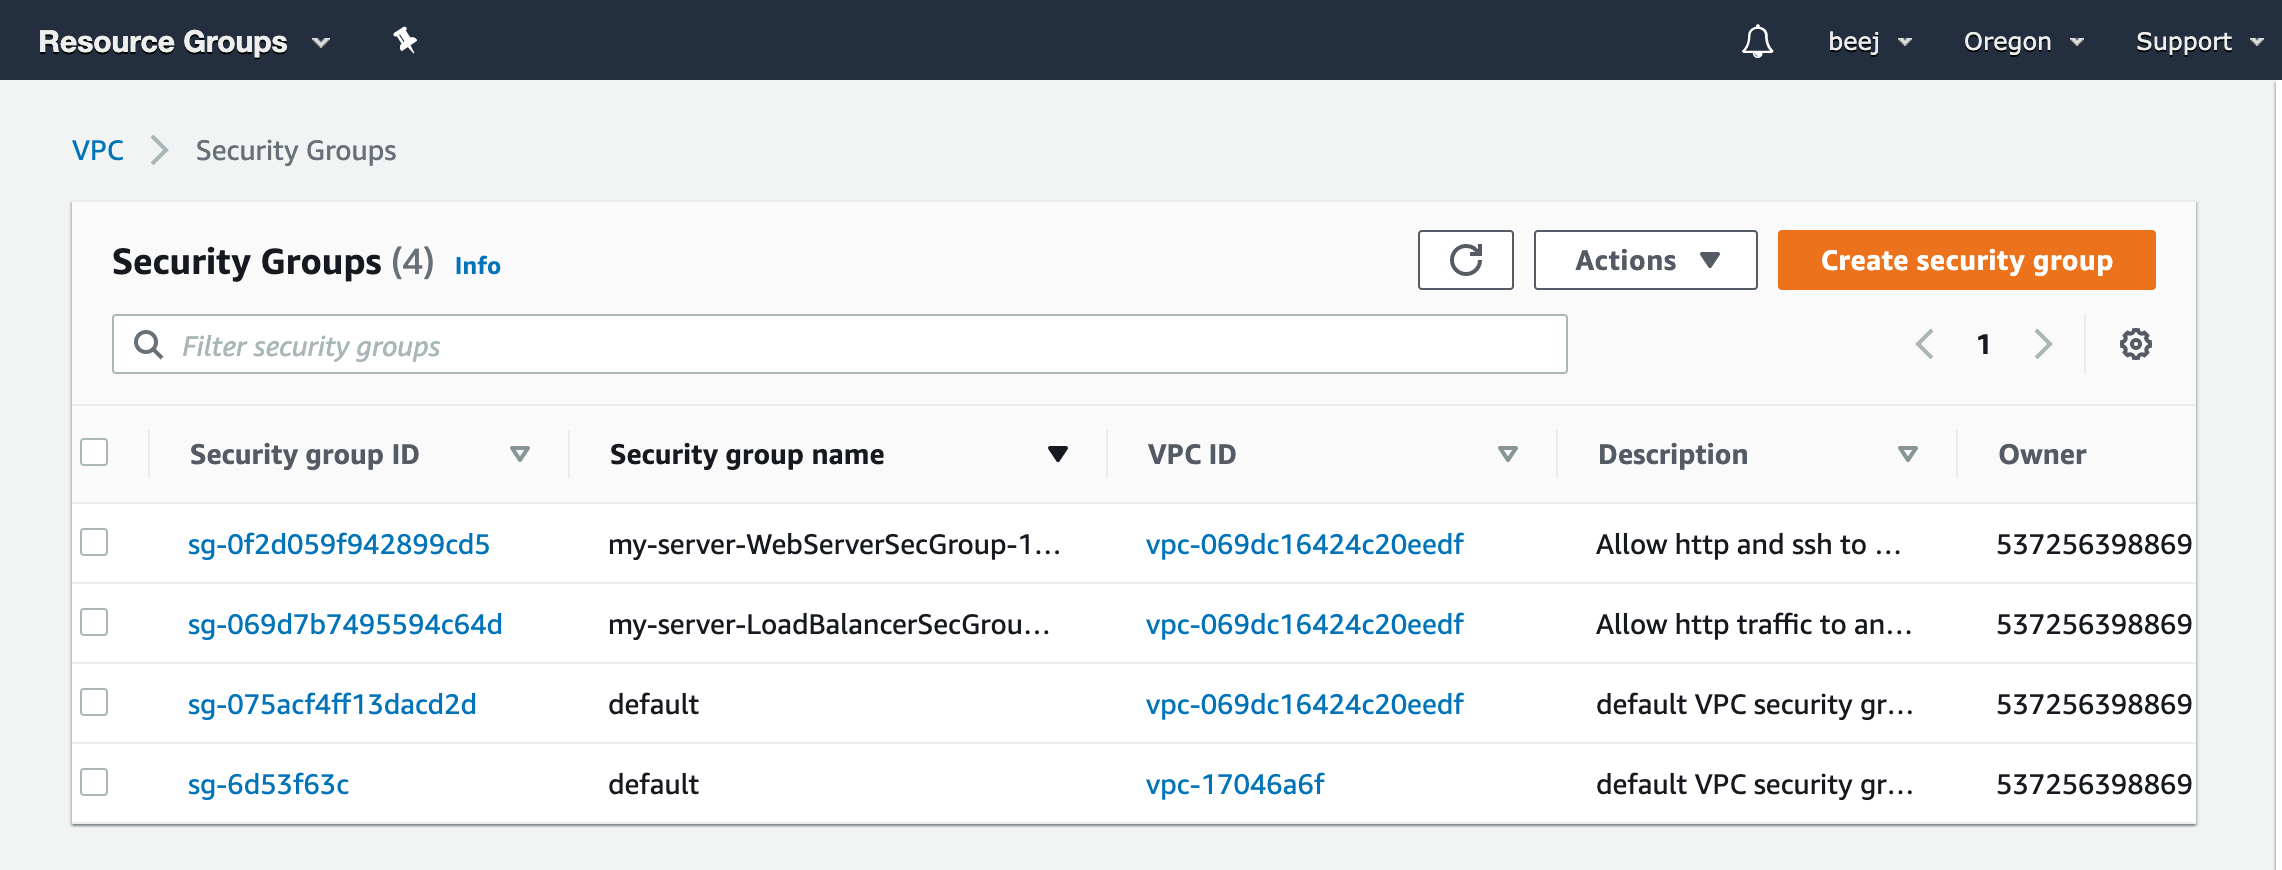 Resource Groups beej Oregon Support
VPC Security Groups
Security Groups (4) Info Actions Create security group
Filter security groups 1
Security group ID Security group name VPC ID Description Owner
sg-0f2d059f942899cd5 my-server-WebServerSecGroup-1... vpc-069dc16424c20eedf Allow http and ssh to ... 537256398869
sg-069d7b7495594c64d my-server-LoadBalancerSecGrou... vpc-069dc16424c20eedf Allow http traffic to an... 537256398869
sg-075acf4ff13dacd2d default vpc-069dc16424c20eedf default VPC security gr... 537256398869
sg-6d53f63c default vpc-17046a6f default VPC security gr... 537256398869